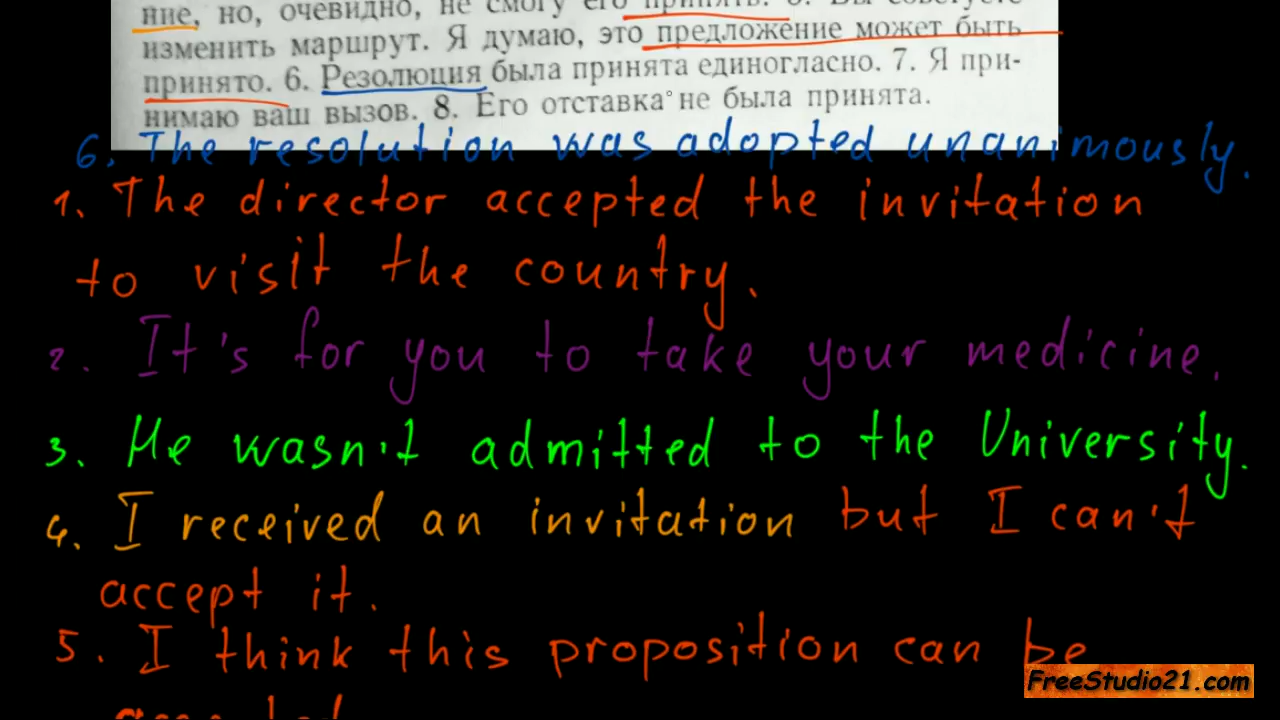 ние, но, очевидно, не смогу его принять. 5. Вы советуете
изменить маршрут. Я думаю, это предложение может быть
принято. 6. Резолюция была принята единогласно. 7. Я при-
нимаю ваш вызов. 8. Его отставка не была принята.
6. The resolution was adopted unanimously.
1. The director accepted the invitation
to visit the country.
2. It's for you to take your medicine.
3. He wasn't admitted to the University.
4. I received an invitation but I can't
accept it.
5. I think this proposition can be
accepted
FreeStudio21.com